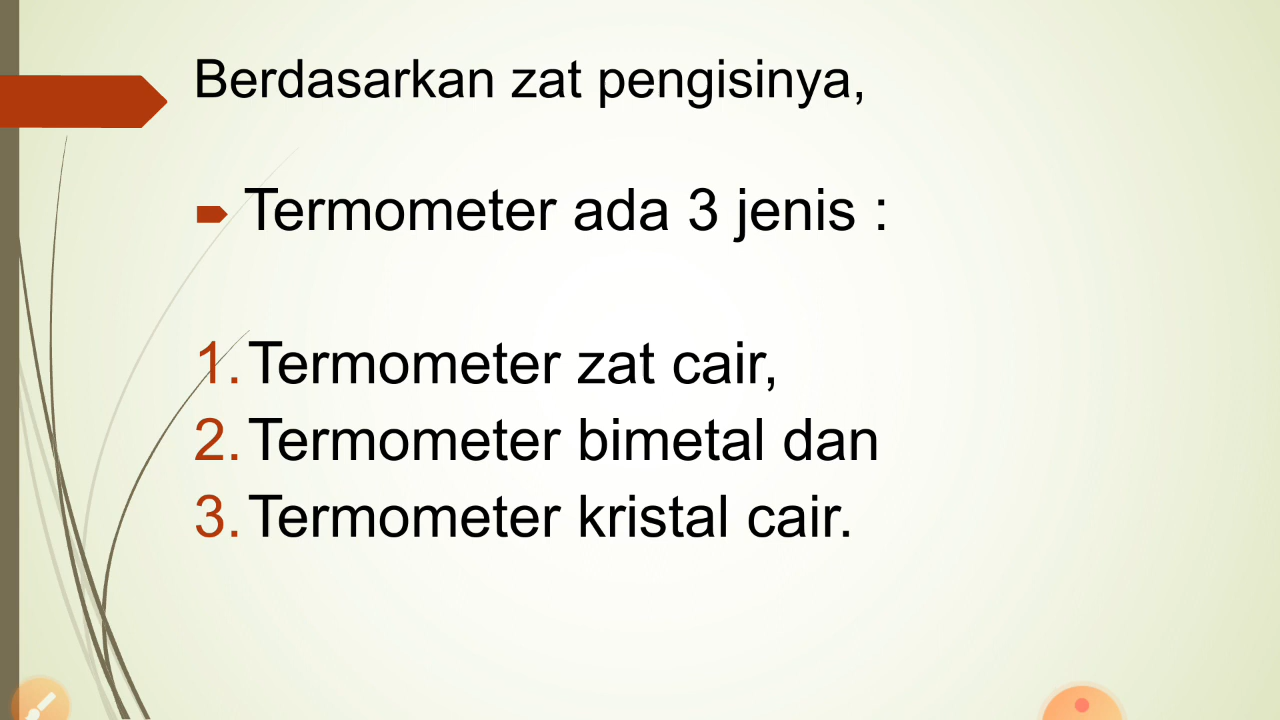 Berdasarkan zat pengisinya,
Termometer ada 3 jenis :
1. Termometer zat cair,
2. Termometer bimetal dan
3. Termometer kristal cair.